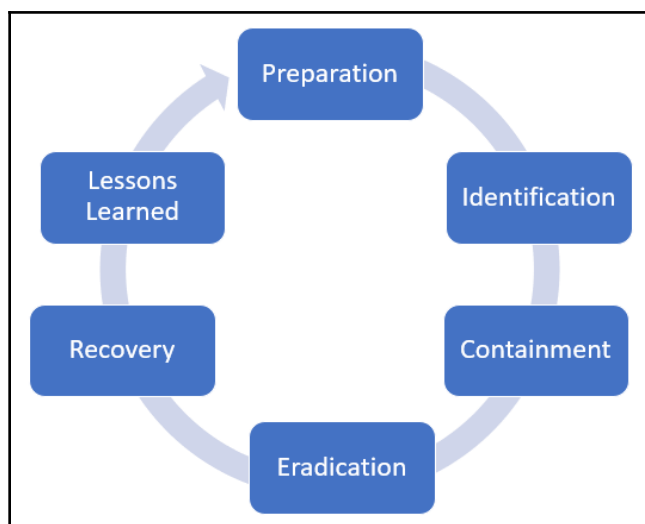 Preparation
Identification
Containment
Eradication
Recovery
Lessons
Learned